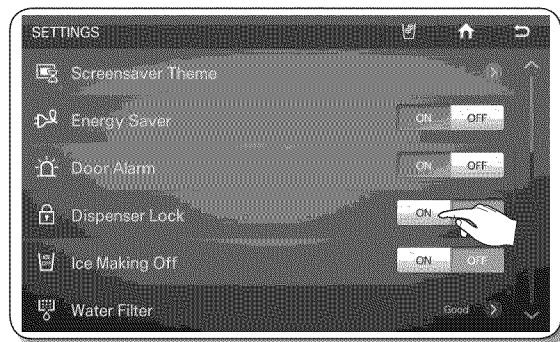 SETTINGS
Screensaver Theme
Energy Saver ON OFF
Door Alarm ON OFF
Dispenser Lock ON
Ice Making Off ON OFF
Water Filter Good